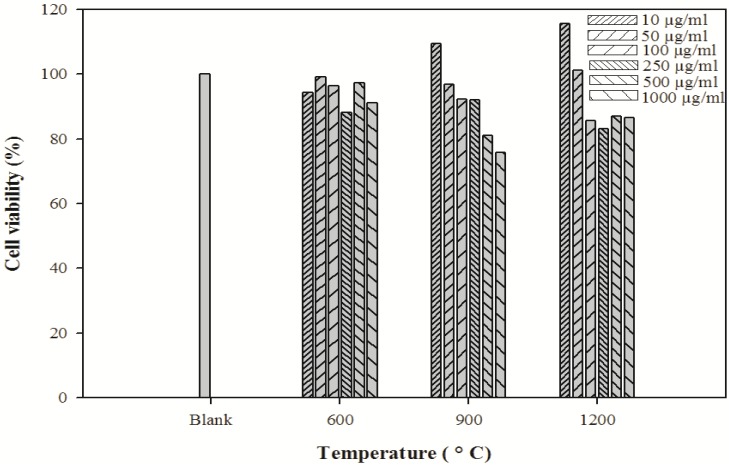 120
100
80
60
40
20
0
Cell viability (%)
10 µg/ml
50 µg/ml
100 µg/ml
250 µg/ml
500 µg/ml
1000 µg/ml
Blank 600 900 1200
Temperature ( ° C)